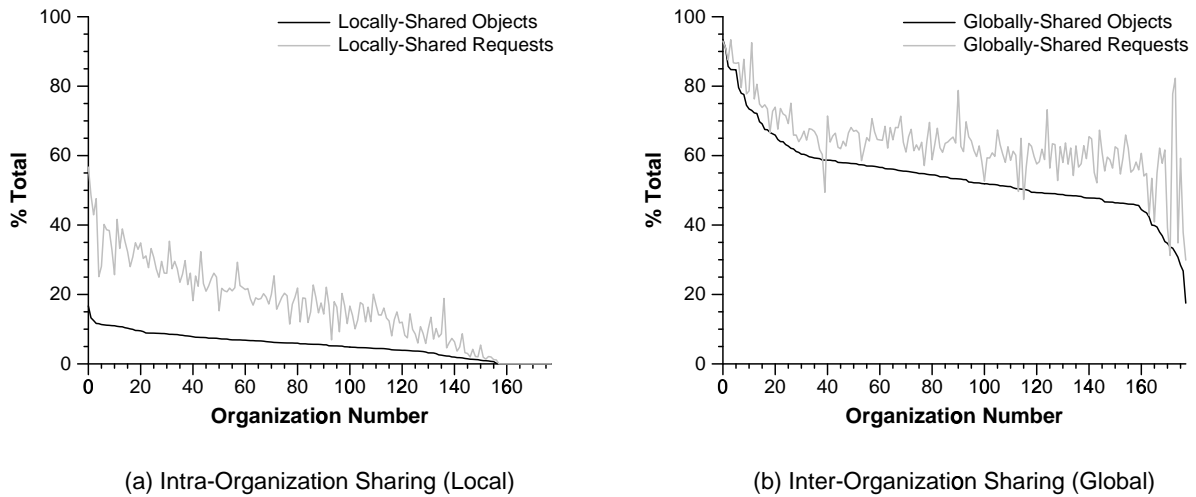 100
80
60
40
20
0
% Total
Locally-Shared Objects
Locally-Shared Requests
0 20 40 60 80 100 120 140 160
Organization Number
(a) Intra-Organization Sharing (Local)
100
80
60
40
20
0
% Total
Globally-Shared Objects
Globally-Shared Requests
0 20 40 60 80 100 120 140 160
Organization Number
(b) Inter-Organization Sharing (Global)